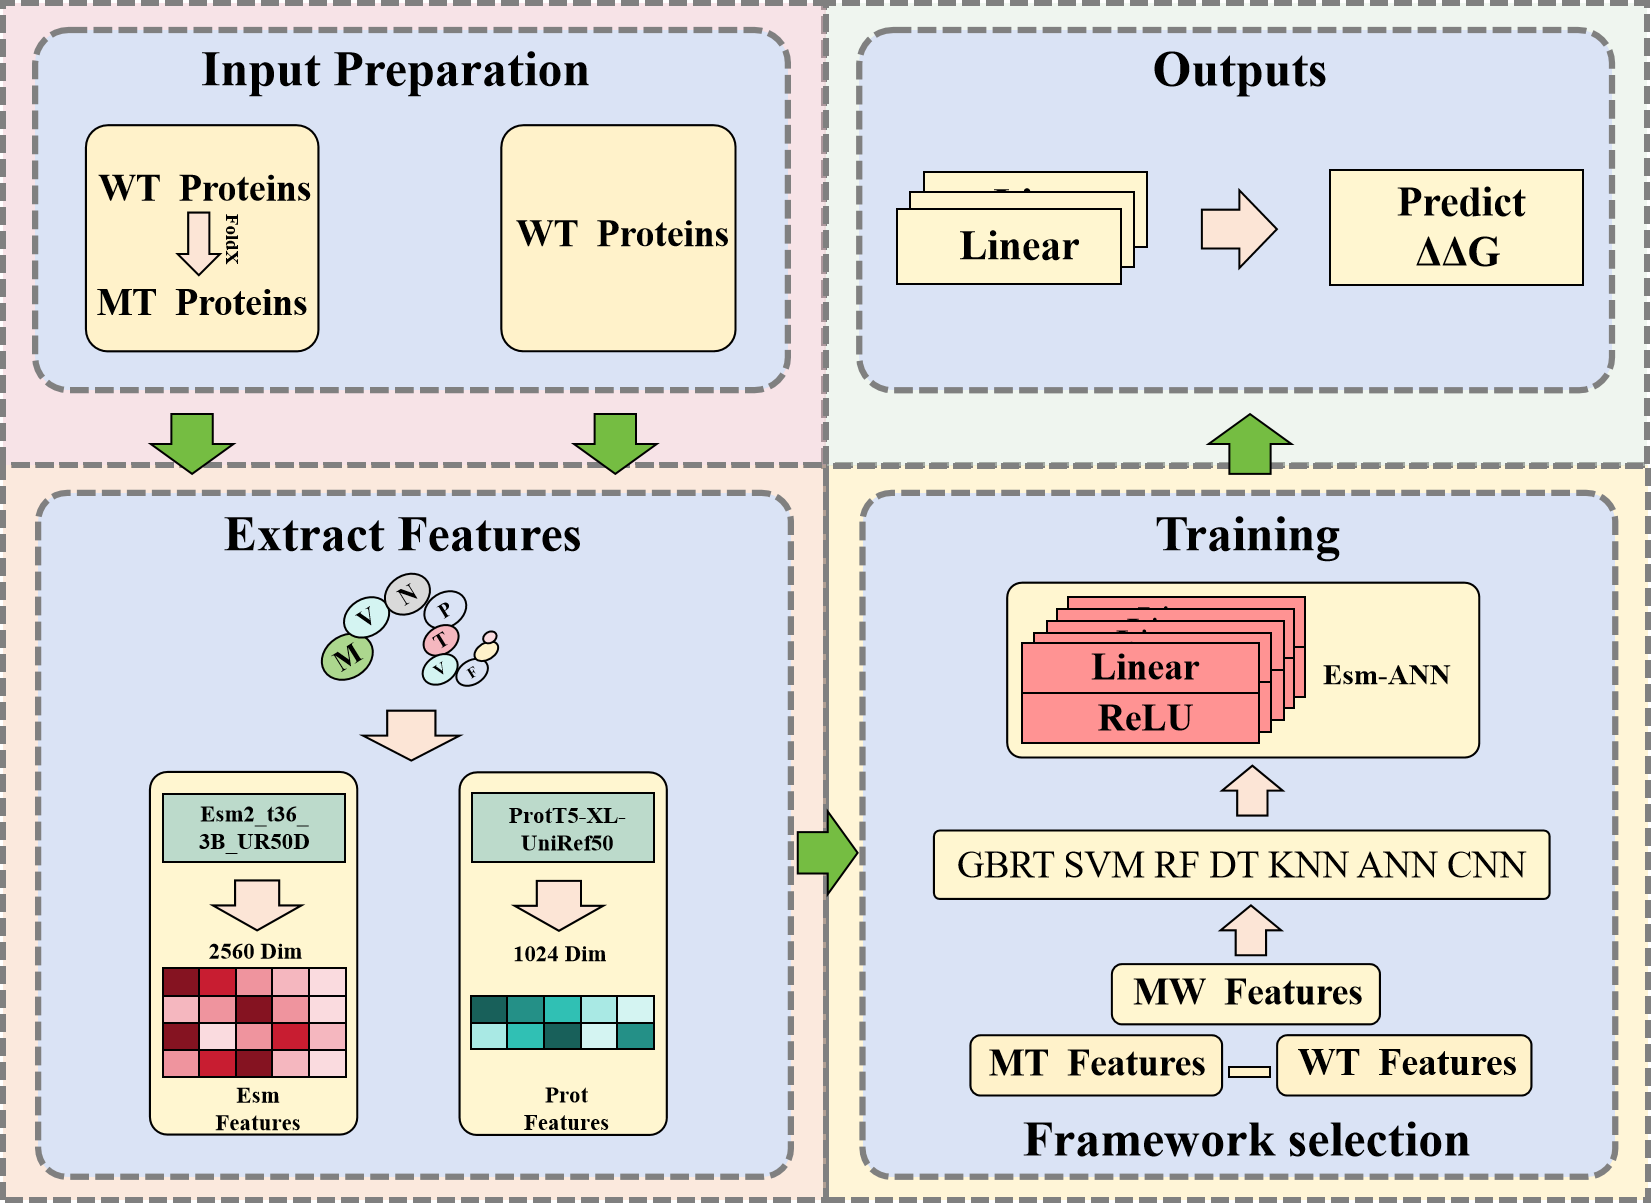 Input Preparation
WT Proteins
FoldX
MT Proteins
WT Proteins
Outputs
Linear
Predict
ΔΔG
Extract Features
M
V
N
P
T
V
F
Esm2_t36_
3B_UR50D
2560 Dim
Esm
Features
ProtT5-XL-
UniRef50
1024 Dim
Prot
Features
Training
Linear
ReLU
Esm-ANN
GBRT SVM RF DT KNN ANN CNN
MW Features
MT Features
WT Features
Framework selection